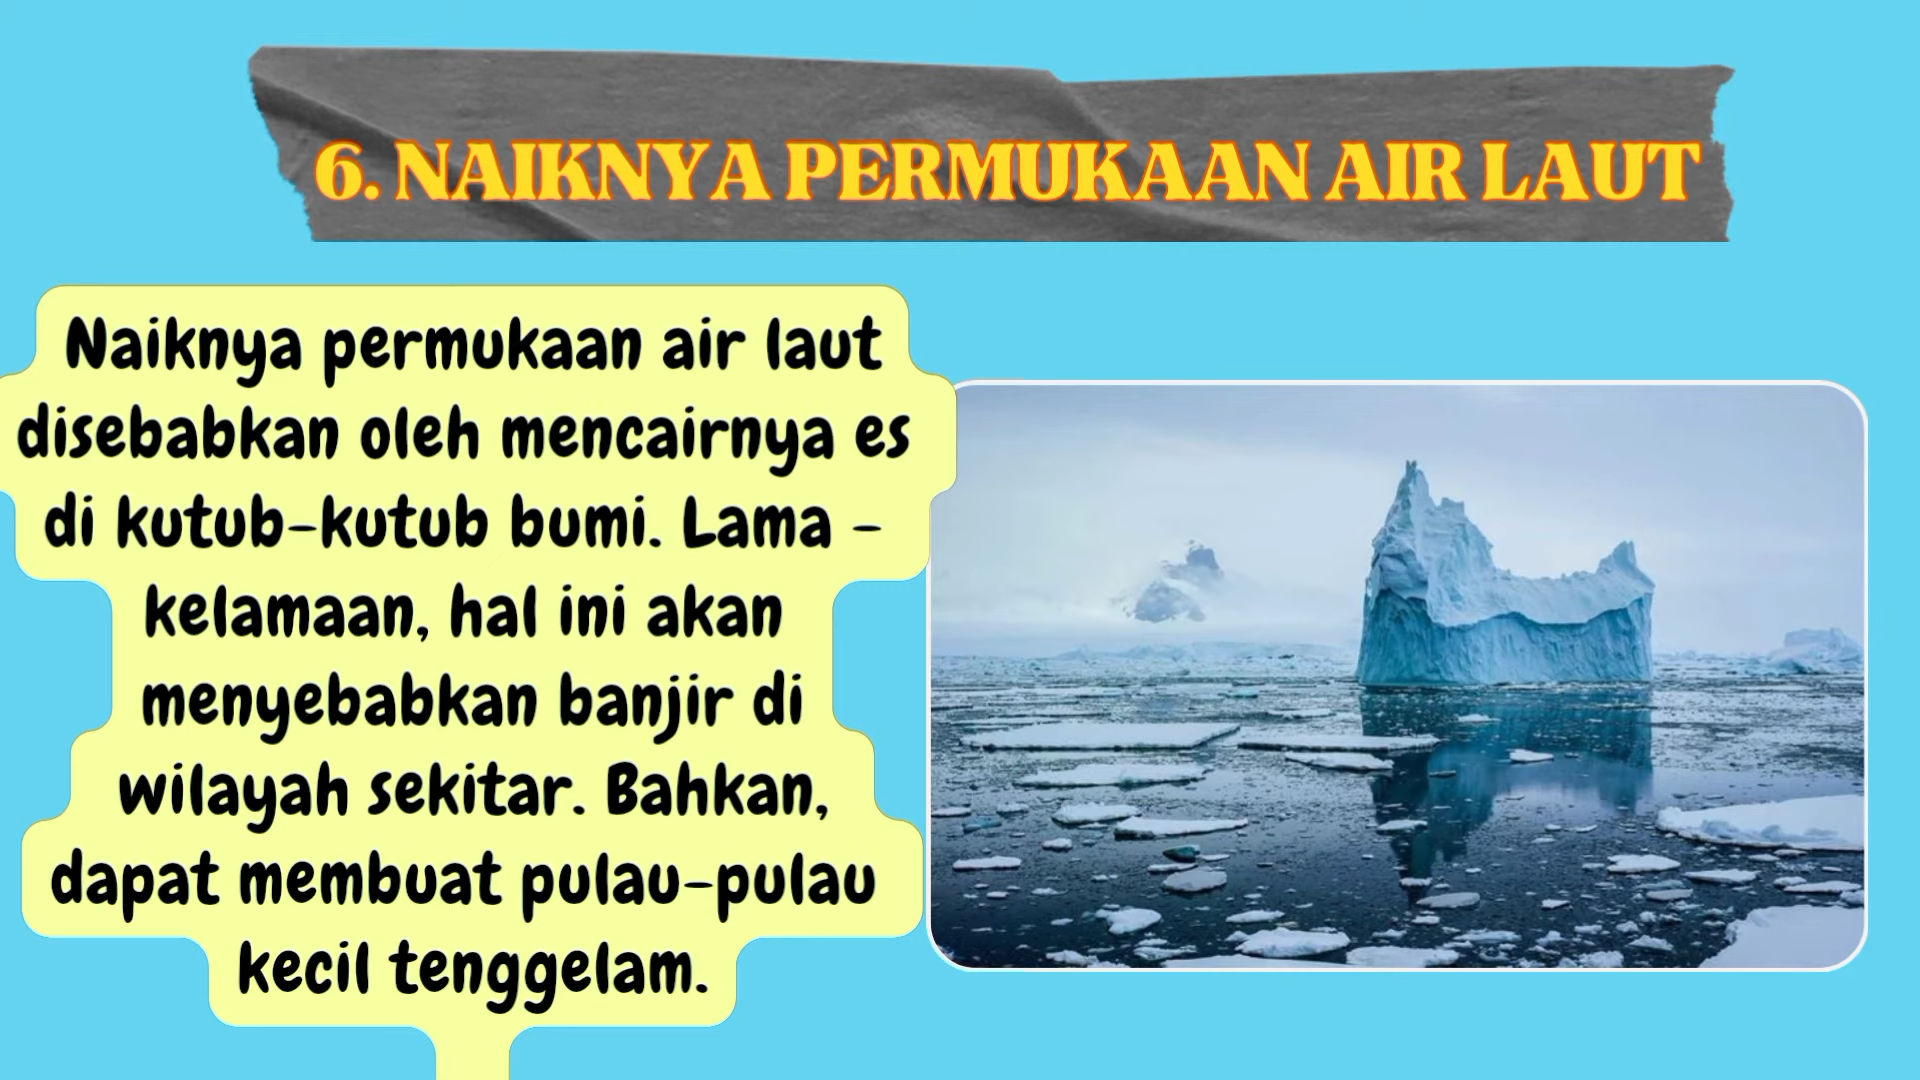 6. NAIKNYA PERMUKAAN AIR LAUT
Naiknya permukaan air laut
disebabkan oleh mencairnya es
di kutub-kutub bumi. Lama -
kelamaan, hal ini akan
menyebabkan banjir di
wilayah sekitar. Bahkan,
dapat membuat pulau-pulau
kecil tenggelam.